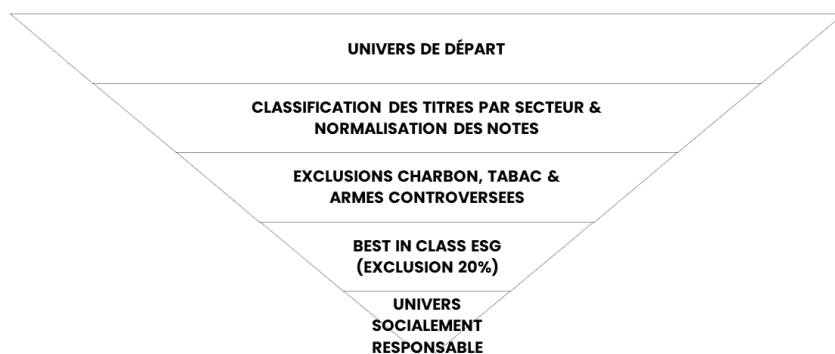 UNIVERS DE DÉPART
CLASSIFICATION DES TITRES PAR SECTEUR &
NORMALISATION DES NOTES
EXCLUSIONS CHARBON, TABAC &
ARMES CONTROVERSEES
BEST IN CLASS ESG
(EXCLUSION 20%)
UNIVERS
SOCIALEMENT
RESPONSABLE